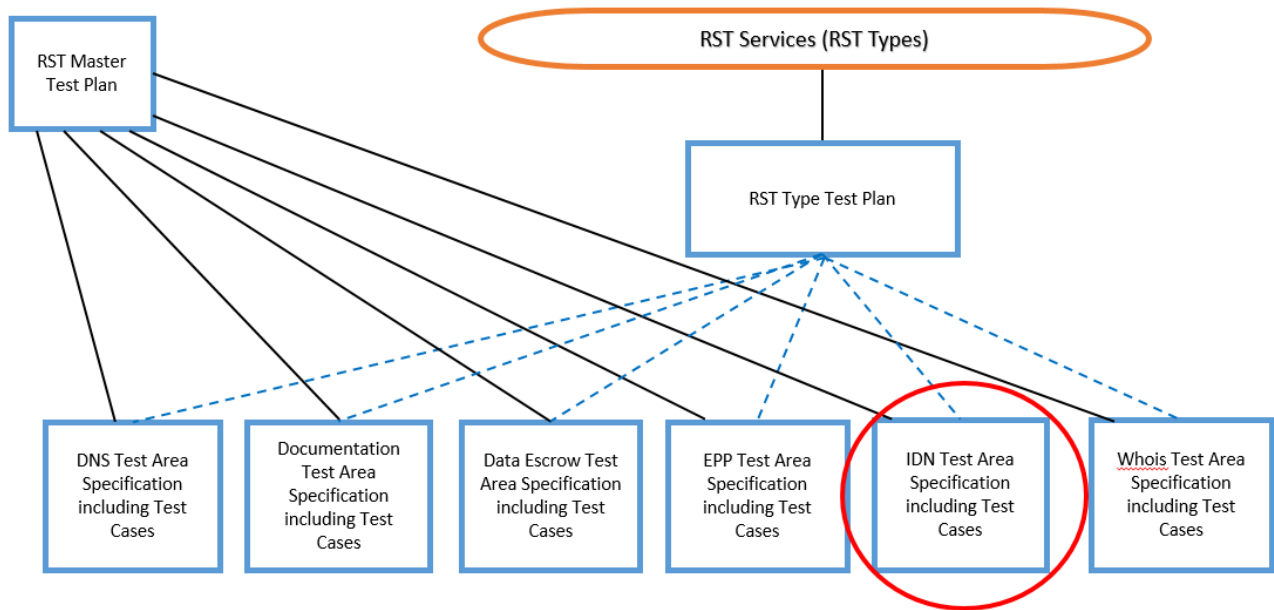 RST Master
Test Plan
RST Services (RST Types)
RST Type Test Plan
DNS Test Area
Specification
including Test
Cases
Documentation
Test Area
Specification
including Test
Cases
Data Escrow Test
Area Specification
including Test
Cases
EPP Test Area
Specification
including Test
Cases
IDN Test Area
Specification
including Test
Cases
Whois Test Area
Specification
including Test
Cases